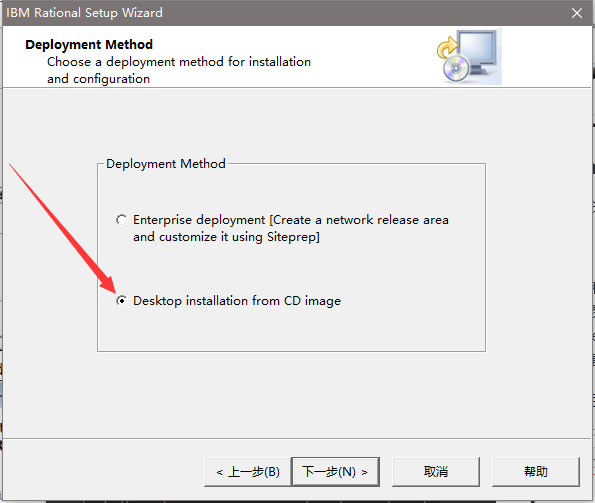 IBM Rational Setup Wizard
Deployment Method
Choose a deployment method for installation
and configuration
Deployment Method
Enterprise deployment [Create a network release area
and customize it using Siteprep]
Desktop installation from CD image
< 上一步(B) 下一步(N) > 取消 帮助